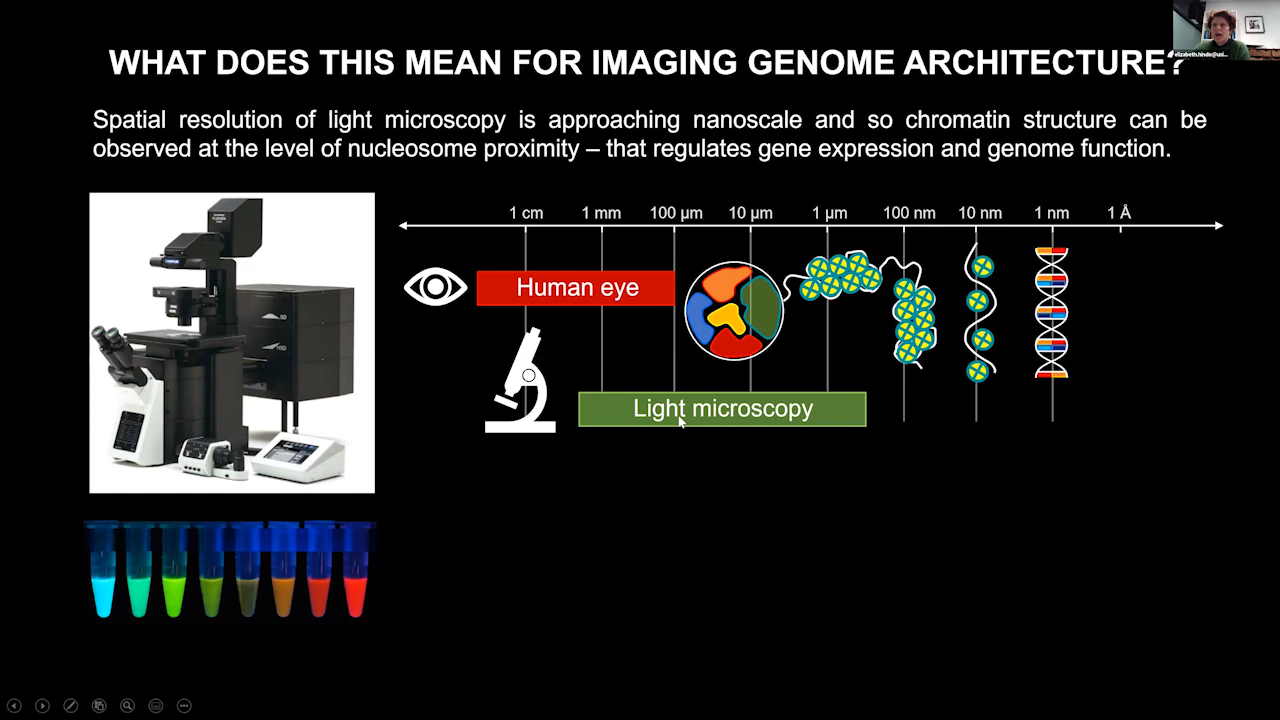 WHAT DOES THIS MEAN FOR IMAGING GENOME ARCHITECTURE?
elizabeth.hinde@uni...
Spatial resolution of light microscopy is approaching nanoscale and so chromatin structure can be
observed at the level of nucleosome proximity – that regulates gene expression and genome function.
1 cm 1 mm 100 µm 10 µm 1 µm 100 nm 10 nm 1 nm 1 Å
Human eye
Light microscopy